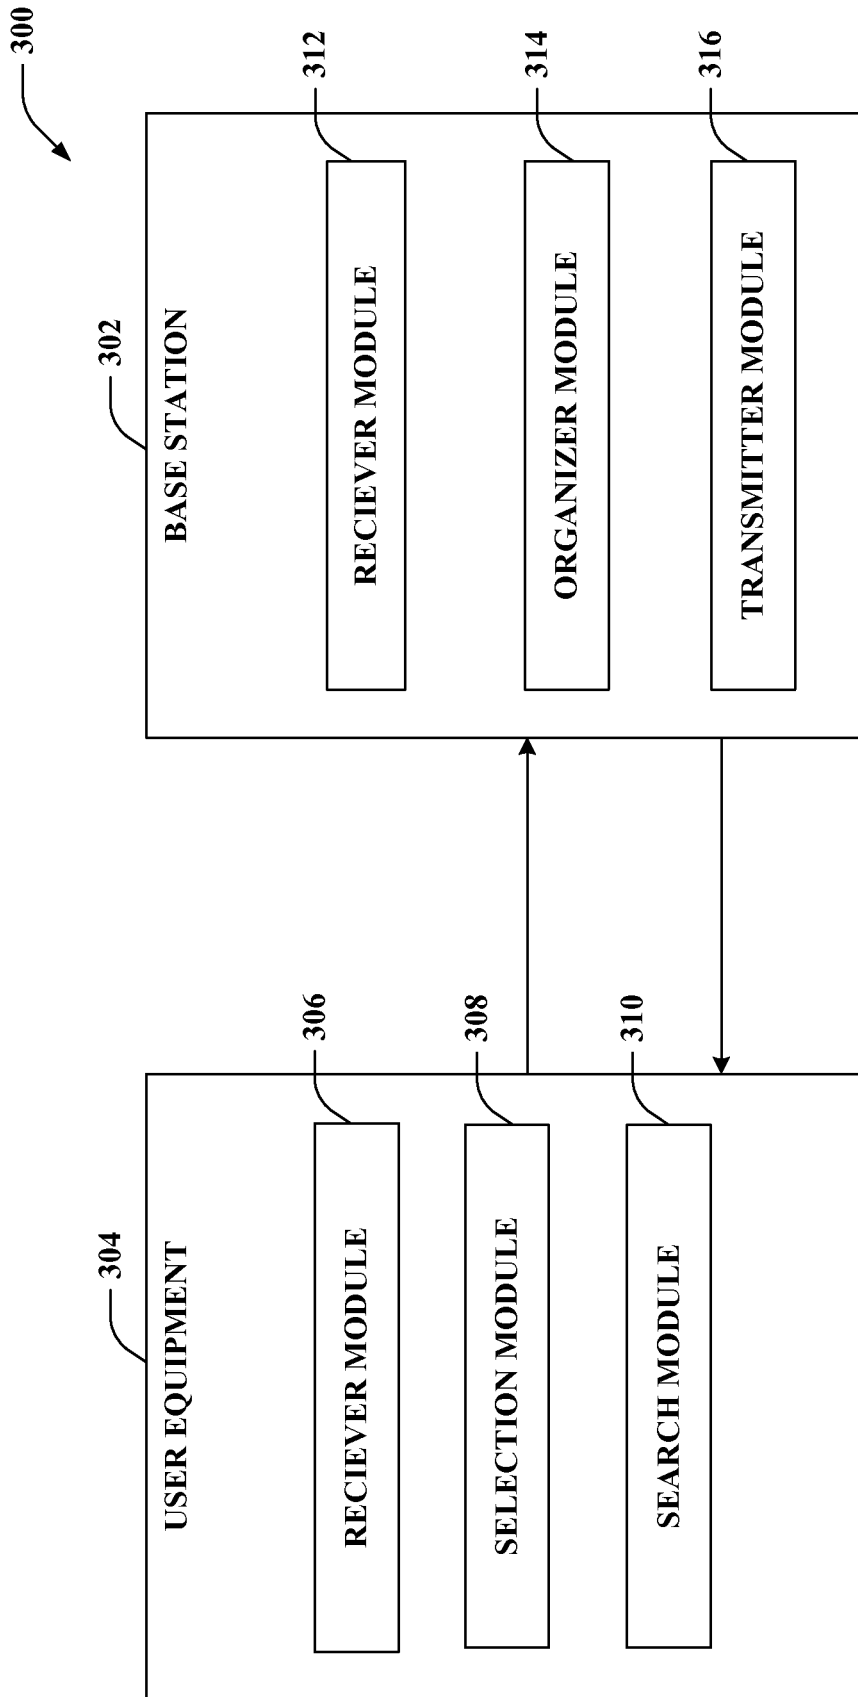 300
304
USER EQUIPMENT
306
RECIEVER MODULE
308
SELECTION MODULE
310
SEARCH MODULE
302
BASE STATION
312
RECIEVER MODULE
314
ORGANIZER MODULE
316
TRANSMITTER MODULE